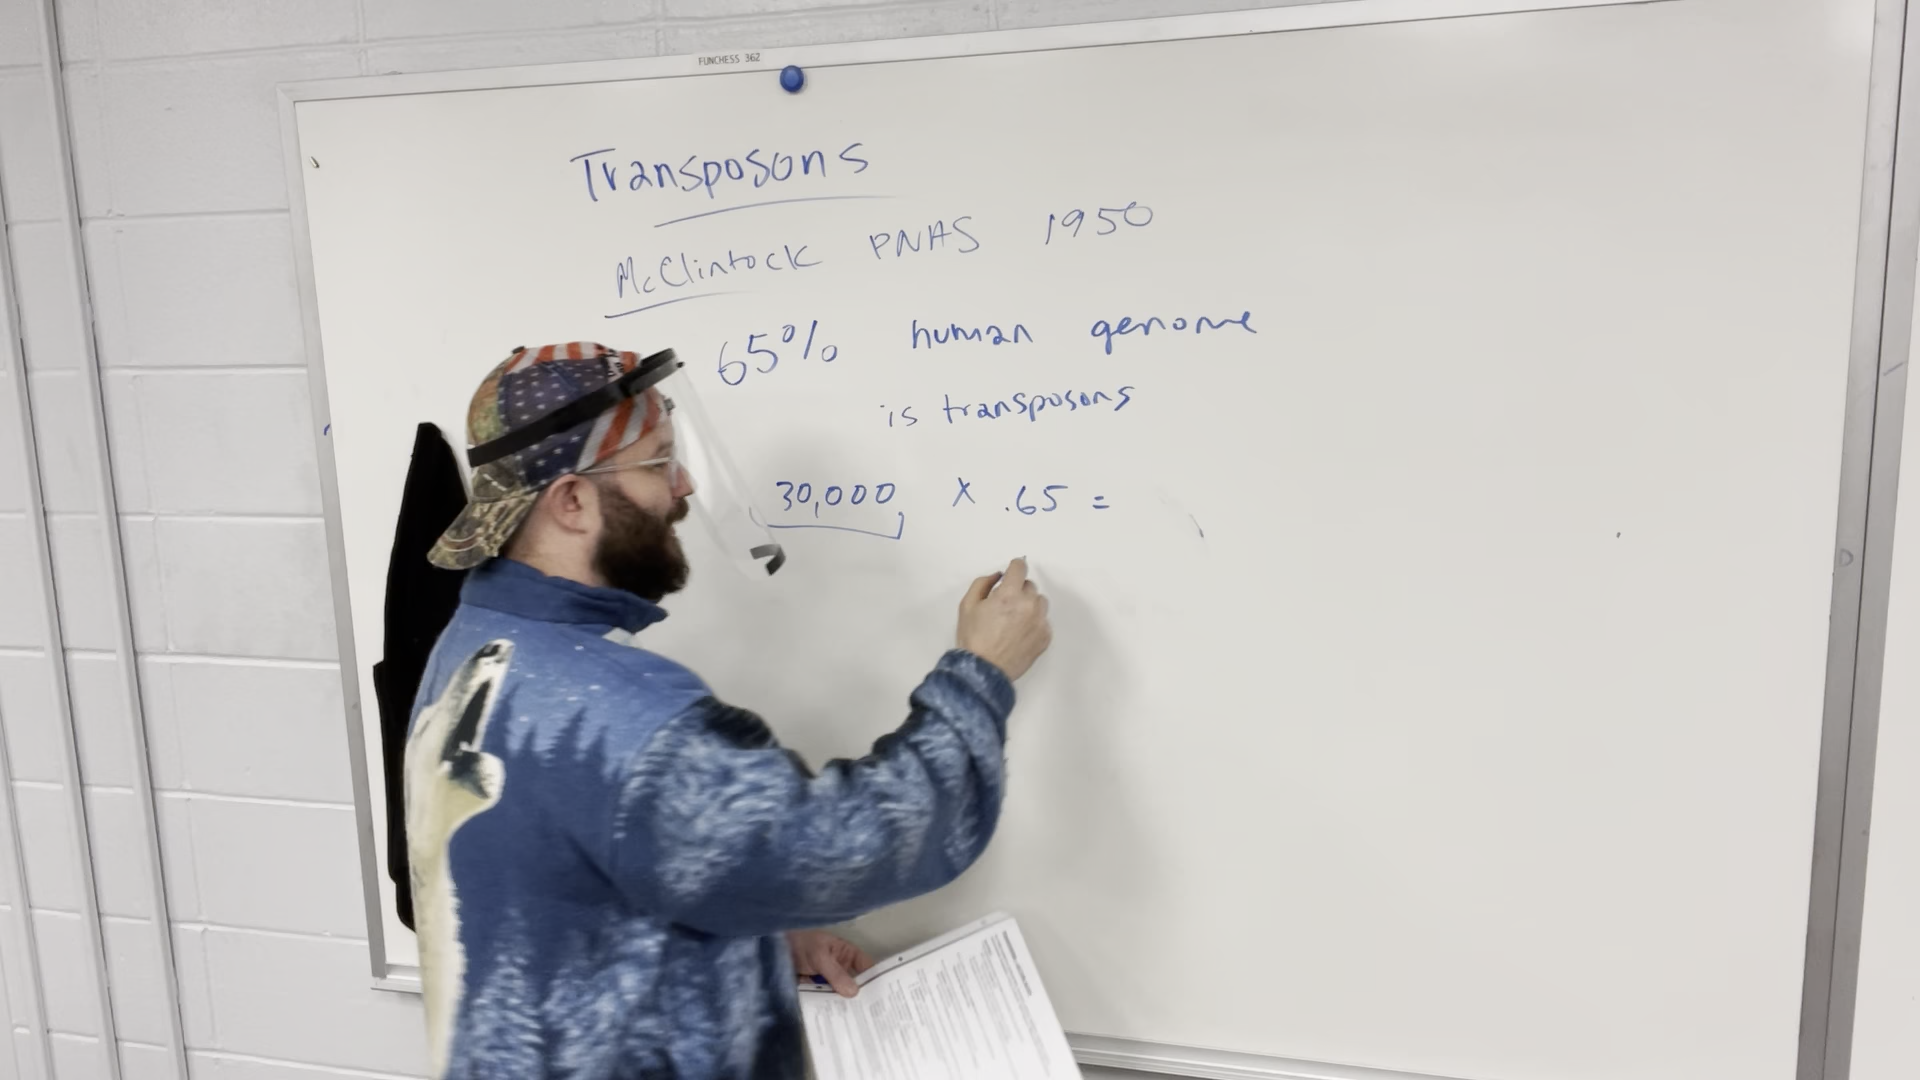 FUNCHESS 362
Transposons
McClintock PNAS 1950
65% human genome
is transposons
30,000 x .65 =